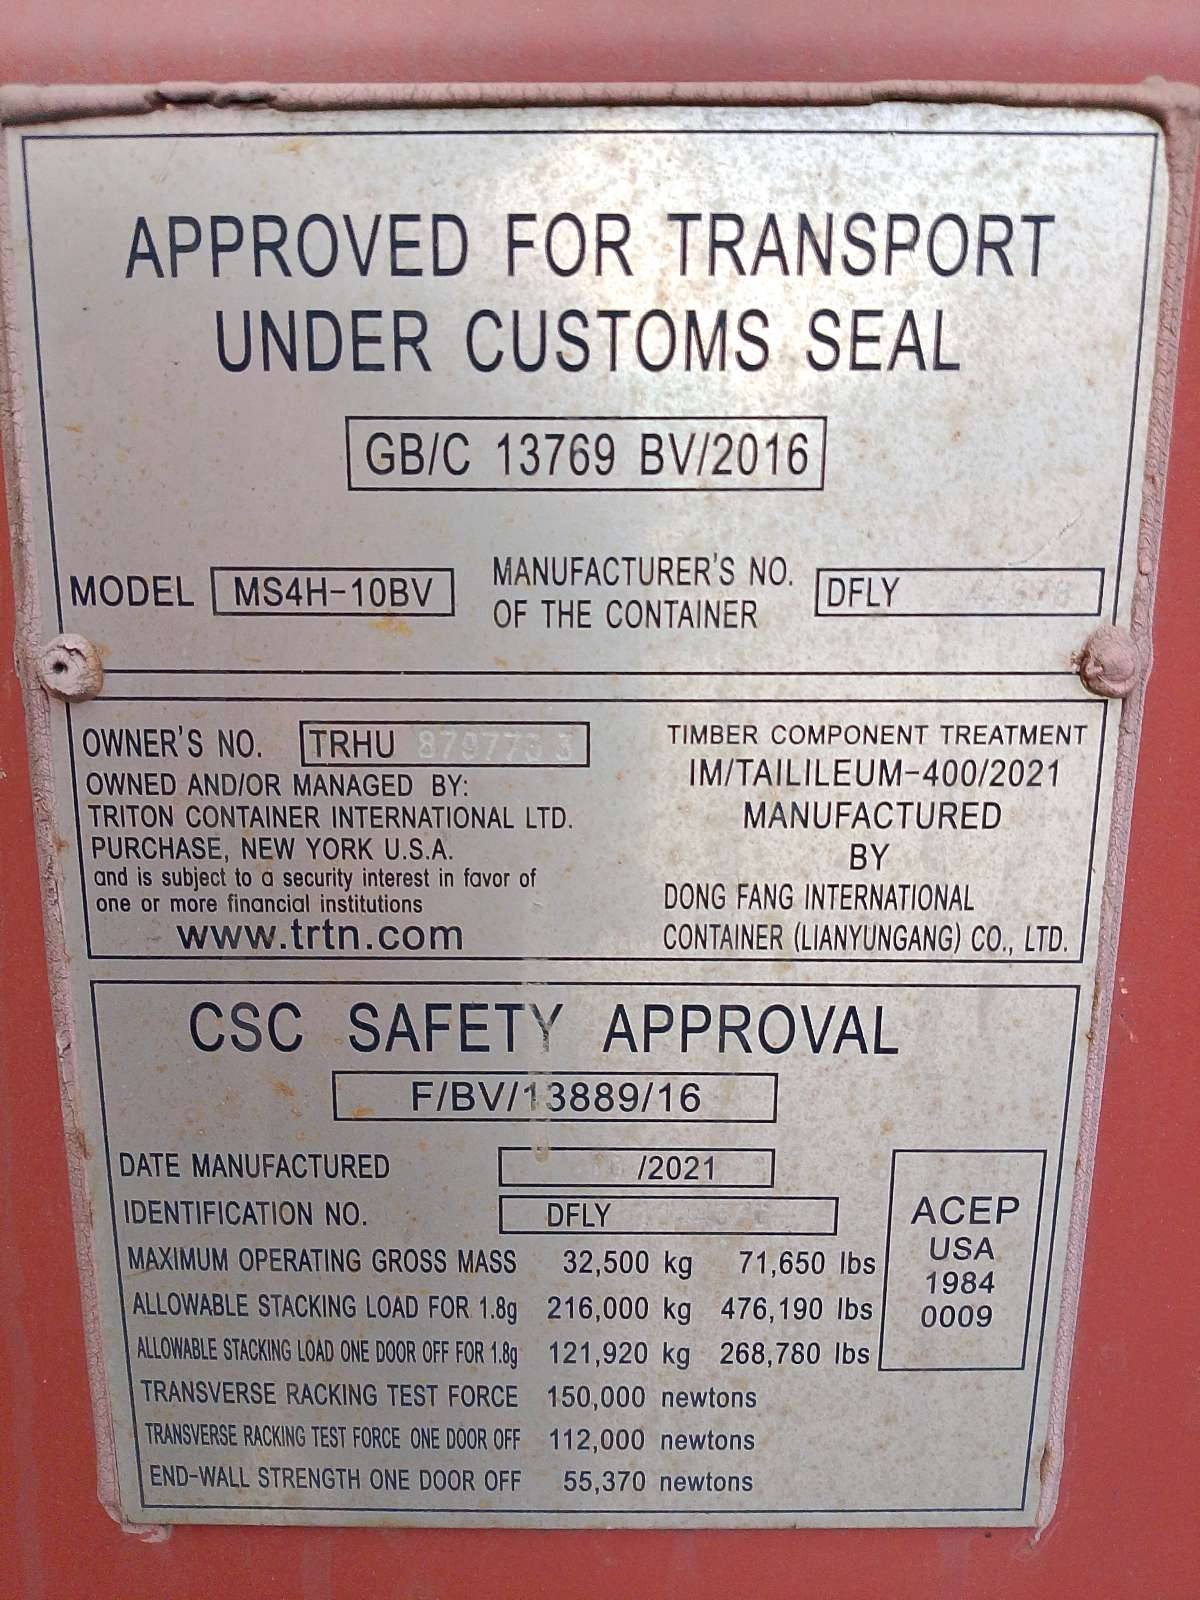 APPROVED FOR TRANSPORT
UNDER CUSTOMS SEAL
GB/C 13769 BV/2016
MODEL MS4H-10BV
MANUFACTURER'S NO.
OF THE CONTAINER
DFLY
OWNER'S NO. TRHU
OWNED AND/OR MANAGED BY:
TRITON CONTAINER INTERNATIONAL LTD.
PURCHASE, NEW YORK U.S.A.
and is subject to a security interest in favor of
one or more financial institutions
www.trtn.com
TIMBER COMPONENT TREATMENT
IM/TAILILEUM-400/2021
MANUFACTURED
BY
DONG FANG INTERNATIONAL
CONTAINER (LIANYUNGANG) CO., LTD.
CSC SAFETY APPROVAL
F/BV/13889/16
DATE MANUFACTURED /2021
IDENTIFICATION NO. DFLY
MAXIMUM OPERATING GROSS MASS 32,500 kg 71,650 lbs
ALLOWABLE STACKING LOAD FOR 1.8g 216,000 kg 476,190 lbs
ALLOWABLE STACKING LOAD ONE DOOR OFF FOR 1.8g 121,920 kg 268,780 lbs
TRANSVERSE RACKING TEST FORCE 150,000 newtons
TRANSVERSE RACKING TEST FORCE ONE DOOR OFF 112,000 newtons
END-WALL STRENGTH ONE DOOR OFF 55,370 newtons
ACEP
USA
1984
0009